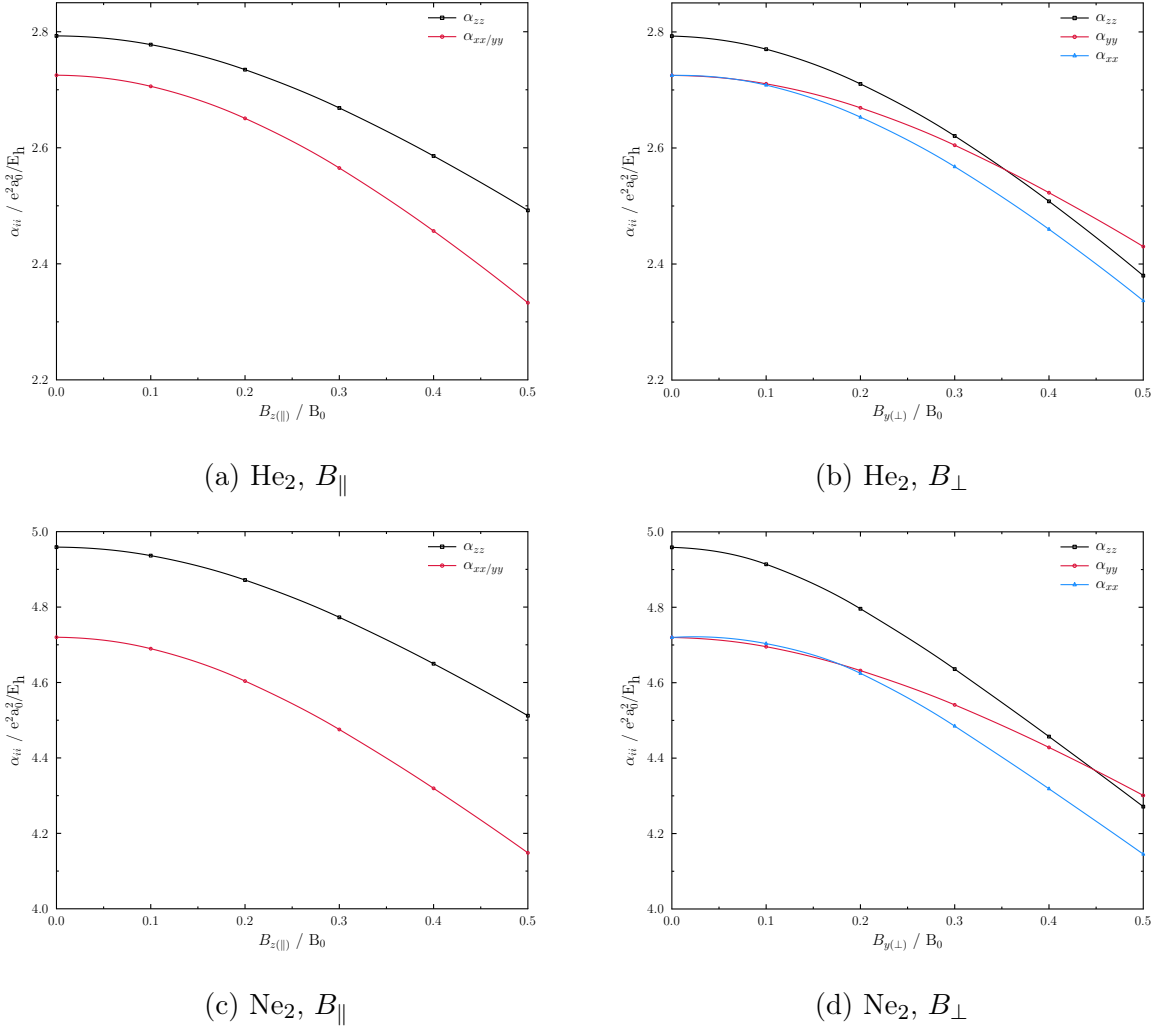 α_zz
α_xx/yy
2.8
2.6
2.4
2.2
α_ii / e²a₀²/E_h
0.0 0.1 0.2 0.3 0.4 0.5
B_z(∥) / B₀
(a) He₂, B_∥
α_zz
α_yy
α_xx
2.8
2.6
2.4
2.2
α_ii / e²a₀²/E_h
0.0 0.1 0.2 0.3 0.4 0.5
B_y(⊥) / B₀
(b) He₂, B_⊥
α_zz
α_xx/yy
5.0
4.8
4.6
4.4
4.2
4.0
α_ii / e²a₀²/E_h
0.0 0.1 0.2 0.3 0.4 0.5
B_z(∥) / B₀
(c) Ne₂, B_∥
α_zz
α_yy
α_xx
5.0
4.8
4.6
4.4
4.2
4.0
α_ii / e²a₀²/E_h
0.0 0.1 0.2 0.3 0.4 0.5
B_y(⊥) / B₀
(d) Ne₂, B_⊥